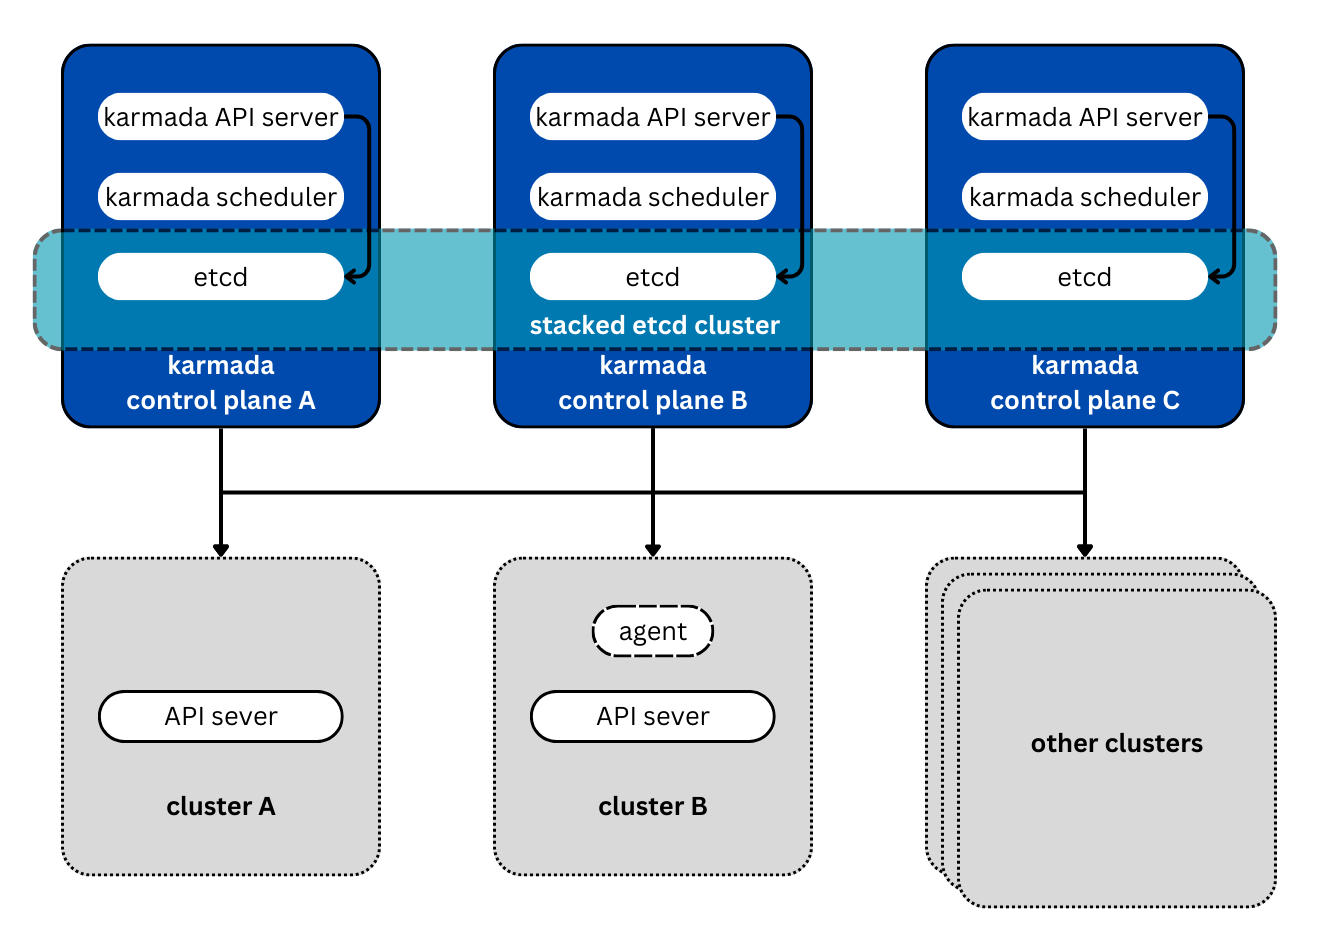 karmada API server
karmada scheduler
etcd
karmada
control plane A
karmada API server
karmada scheduler
etcd
stacked etcd cluster
karmada
control plane B
karmada API server
karmada scheduler
etcd
karmada
control plane C
API sever
cluster A
agent
API sever
cluster B
other clusters